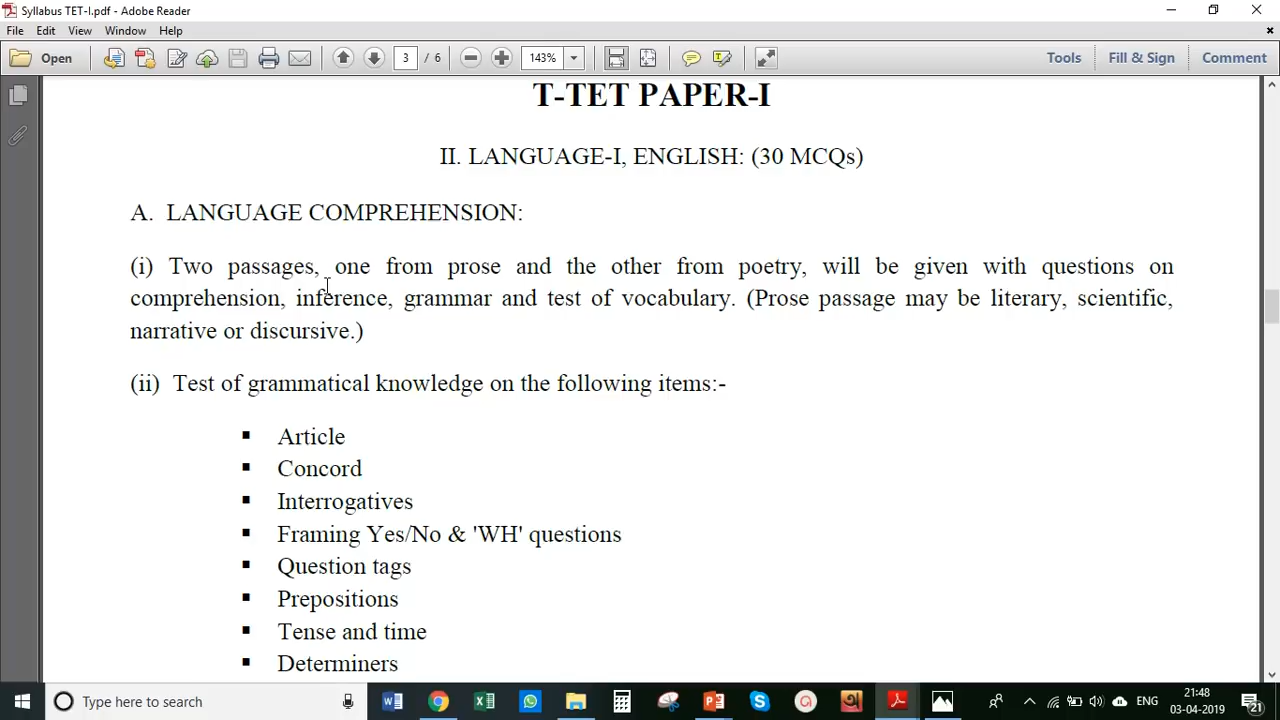 Syllabus TET-I.pdf - Adobe Reader
File Edit View Window Help
Open 3 / 6 143% Tools Fill & Sign Comment
T-TET PAPER-I
II. LANGUAGE-I, ENGLISH: (30 MCQs)
A. LANGUAGE COMPREHENSION:
(i) Two passages, one from prose and the other from poetry, will be given with questions on
comprehension, inference, grammar and test of vocabulary. (Prose passage may be literary, scientific,
narrative or discursive.)
(ii) Test of grammatical knowledge on the following items:-
▪ Article
▪ Concord
▪ Interrogatives
▪ Framing Yes/No & 'WH' questions
▪ Question tags
▪ Prepositions
▪ Tense and time
▪ Determiners
Type here to search
ENG
21:48
03-04-2019
21